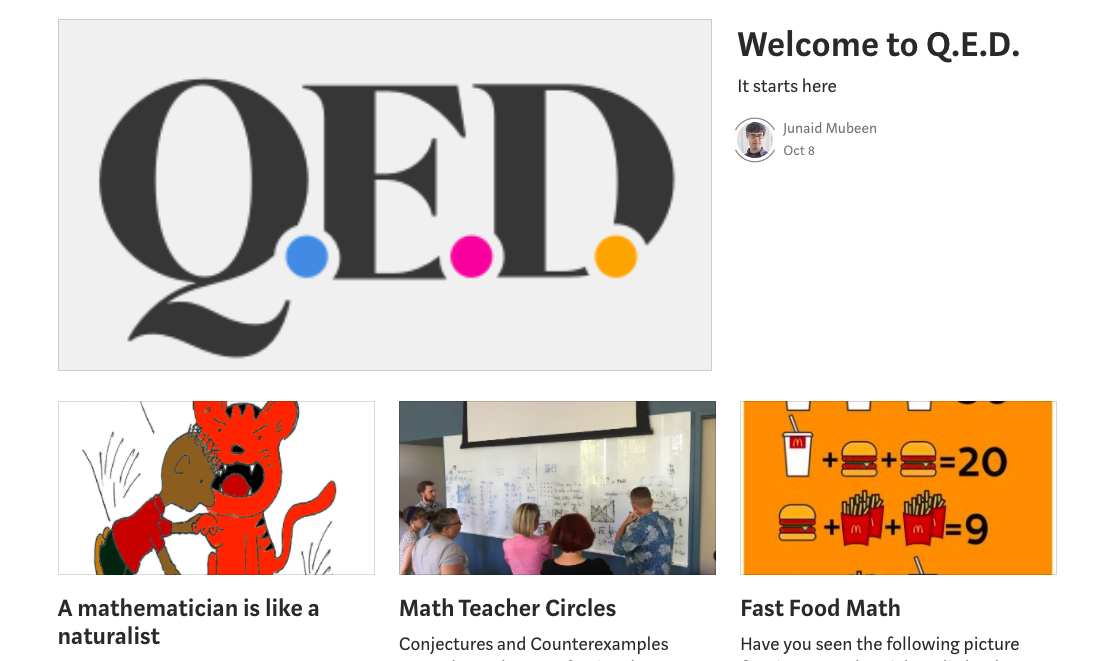 Q.E.D.
Welcome to Q.E.D.
It starts here
Junaid Mubeen
Oct 8
+ + =20
+ + =9
A mathematician is like a
naturalist
Math Teacher Circles
Conjectures and Counterexamples
Fast Food Math
Have you seen the following picture